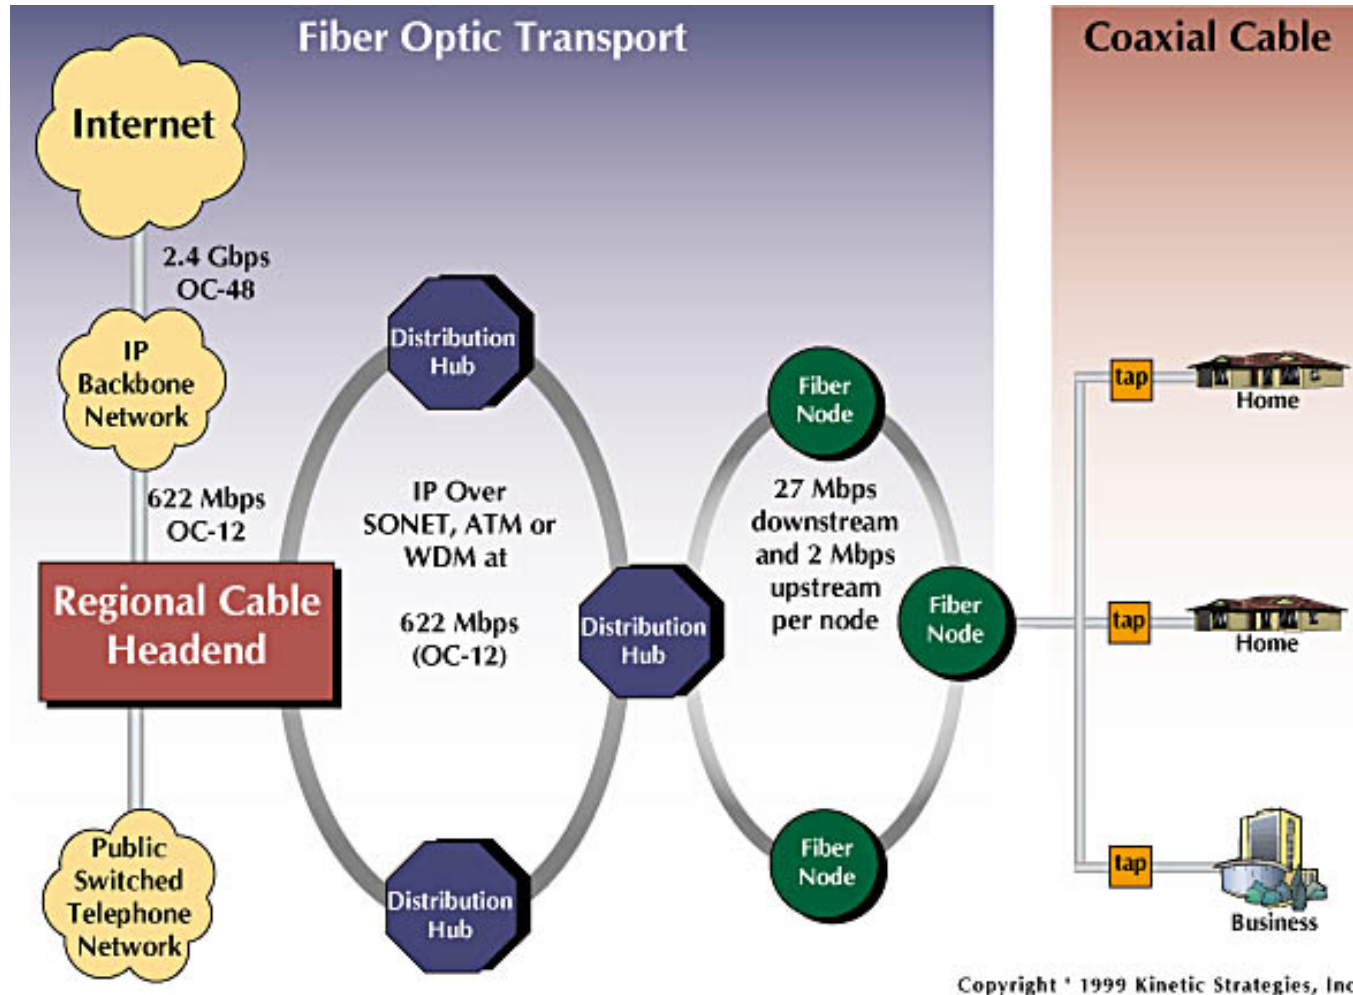 Fiber Optic Transport
Coaxial Cable
Internet
2.4 Gbps
OC-48
IP
Backbone
Network
622 Mbps
OC-12
Regional Cable
Headend
Public
Switched
Telephone
Network
Distribution
Hub
IP Over
SONET, ATM or
WDM at
622 Mbps
(OC-12)
Distribution
Hub
Distribution
Hub
Fiber
Node
27 Mbps
downstream
and 2 Mbps
upstream
per node
Fiber
Node
Fiber
Node
tap
Home
tap
Home
tap
Business
Copyright ' 1999 Kinetic Strategies, Inc